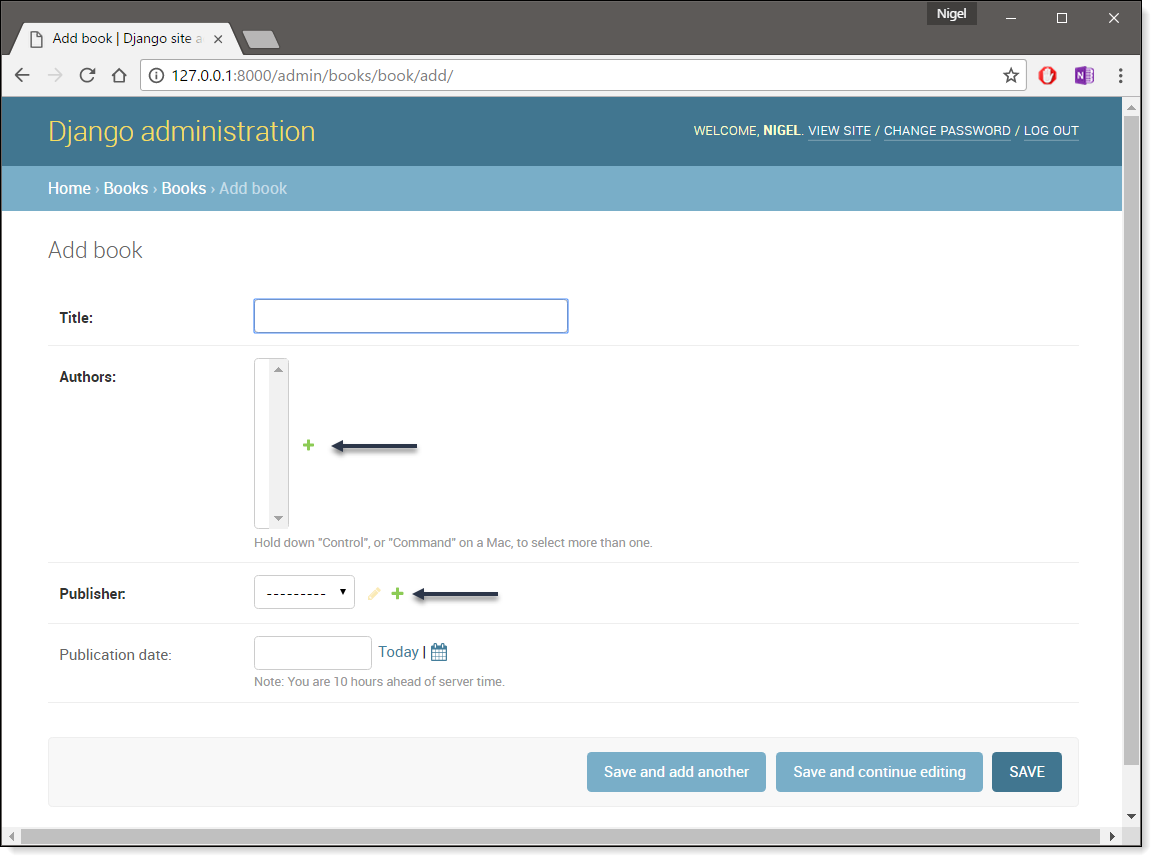 Nigel
Add book | Django site a
127.0.0.1:8000/admin/books/book/add/
Django administration
WELCOME, NIGEL. VIEW SITE / CHANGE PASSWORD / LOG OUT
Home › Books › Books › Add book
Add book
Title:
Authors:
Hold down "Control", or "Command" on a Mac, to select more than one.
Publisher:
---------
Publication date:
Today |
Note: You are 10 hours ahead of server time.
Save and add another
Save and continue editing
SAVE